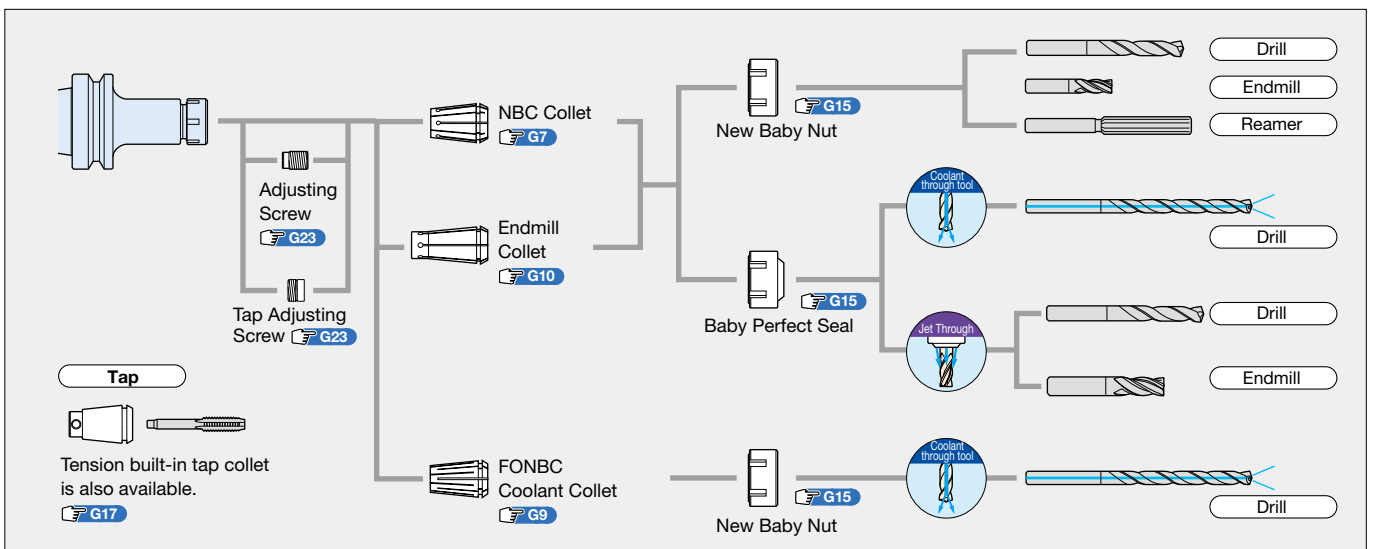 Drill
Endmill
Reamer
NBC Collet
G7
G15
New Baby Nut
Adjusting
Screw
G23
Coolant
through tool
Drill
Endmill
Collet
G10
G15
Baby Perfect Seal
Tap Adjusting
Screw G23
Jet Through
Drill
Endmill
Tap
Tension built-in tap collet
is also available.
G17
FONBC
Coolant Collet
G9
G15
New Baby Nut
Coolant
through tool
Drill